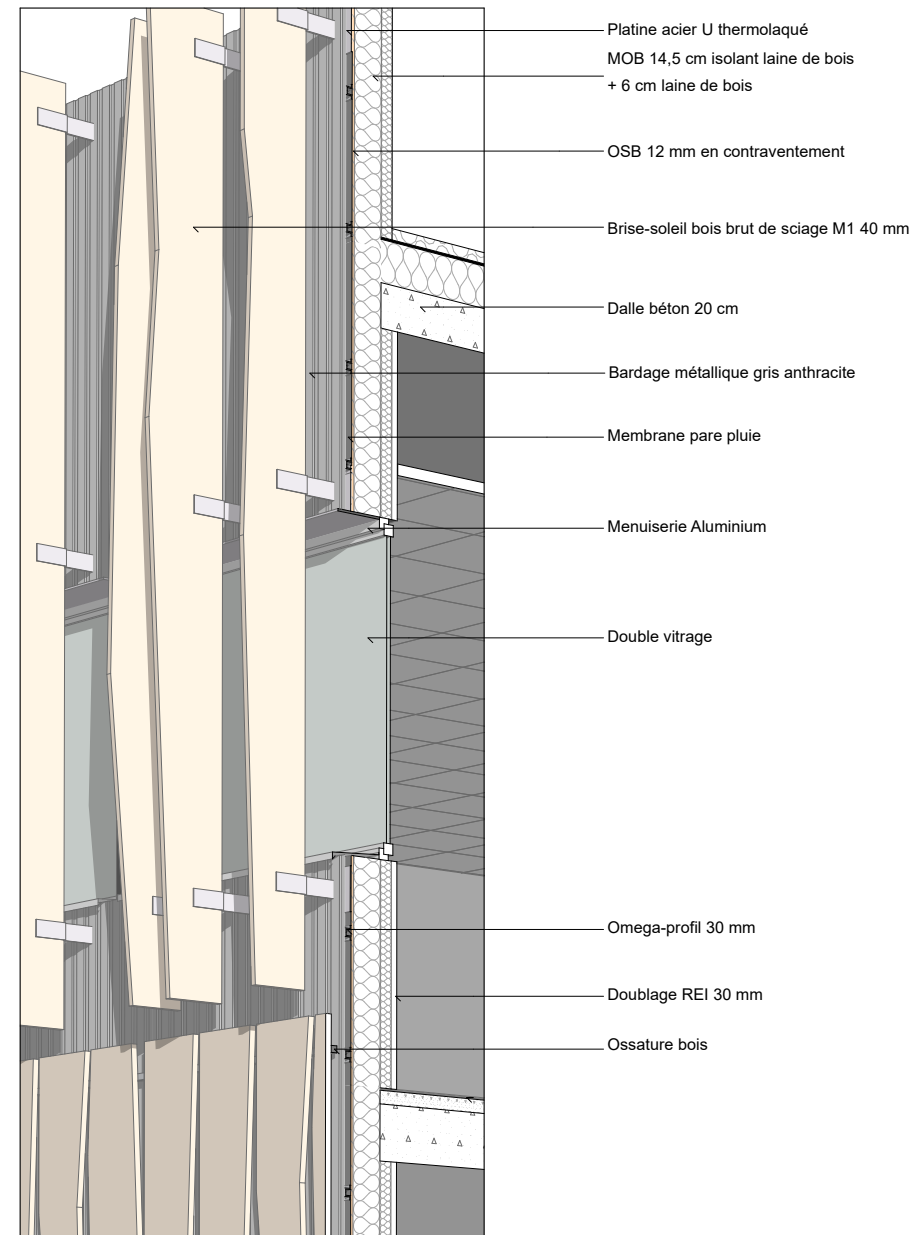 Platine acier U thermolaqué
MOB 14,5 cm isolant laine de bois
+ 6 cm laine de bois
OSB 12 mm en contraventement
Brise-soleil bois brut de sciage M1 40 mm
Dalle béton 20 cm
Bardage métallique gris anthracite
Membrane pare pluie
Menuiserie Aluminium
Double vitrage
Omega-profil 30 mm
Doublage REI 30 mm
Ossature bois